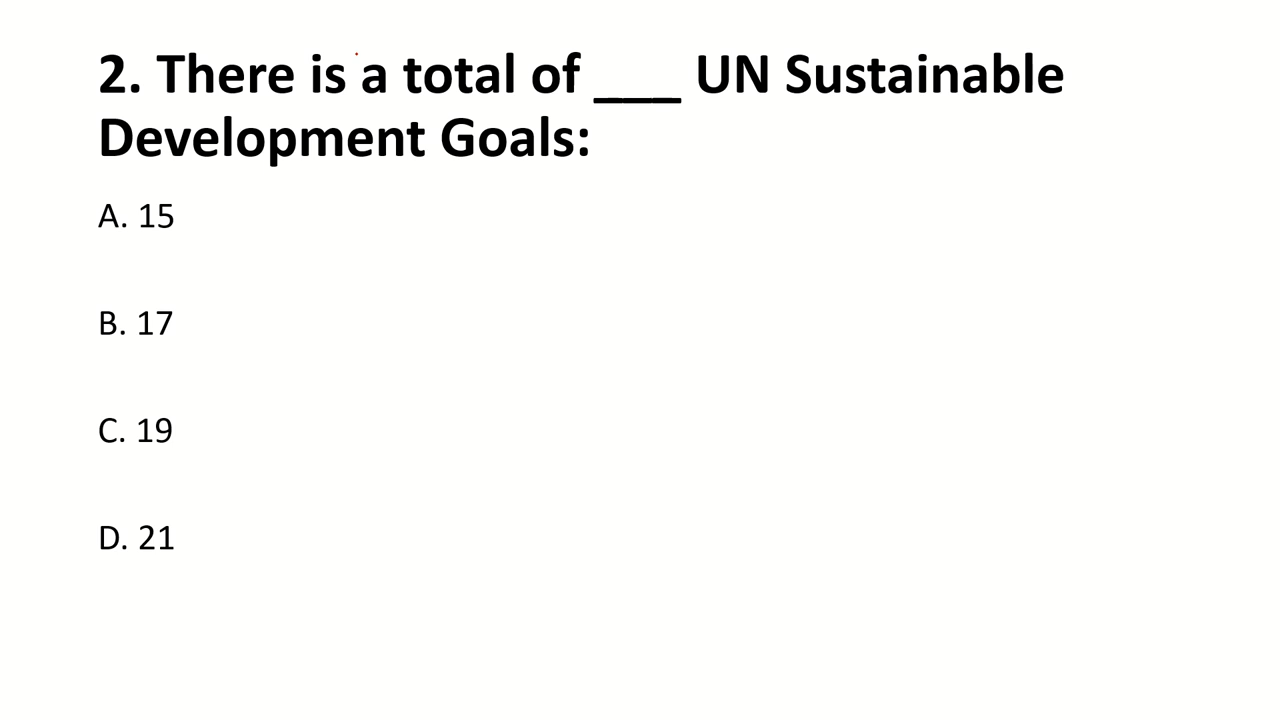 2. There is a total of ___ UN Sustainable
Development Goals:
A. 15
B. 17
C. 19
D. 21